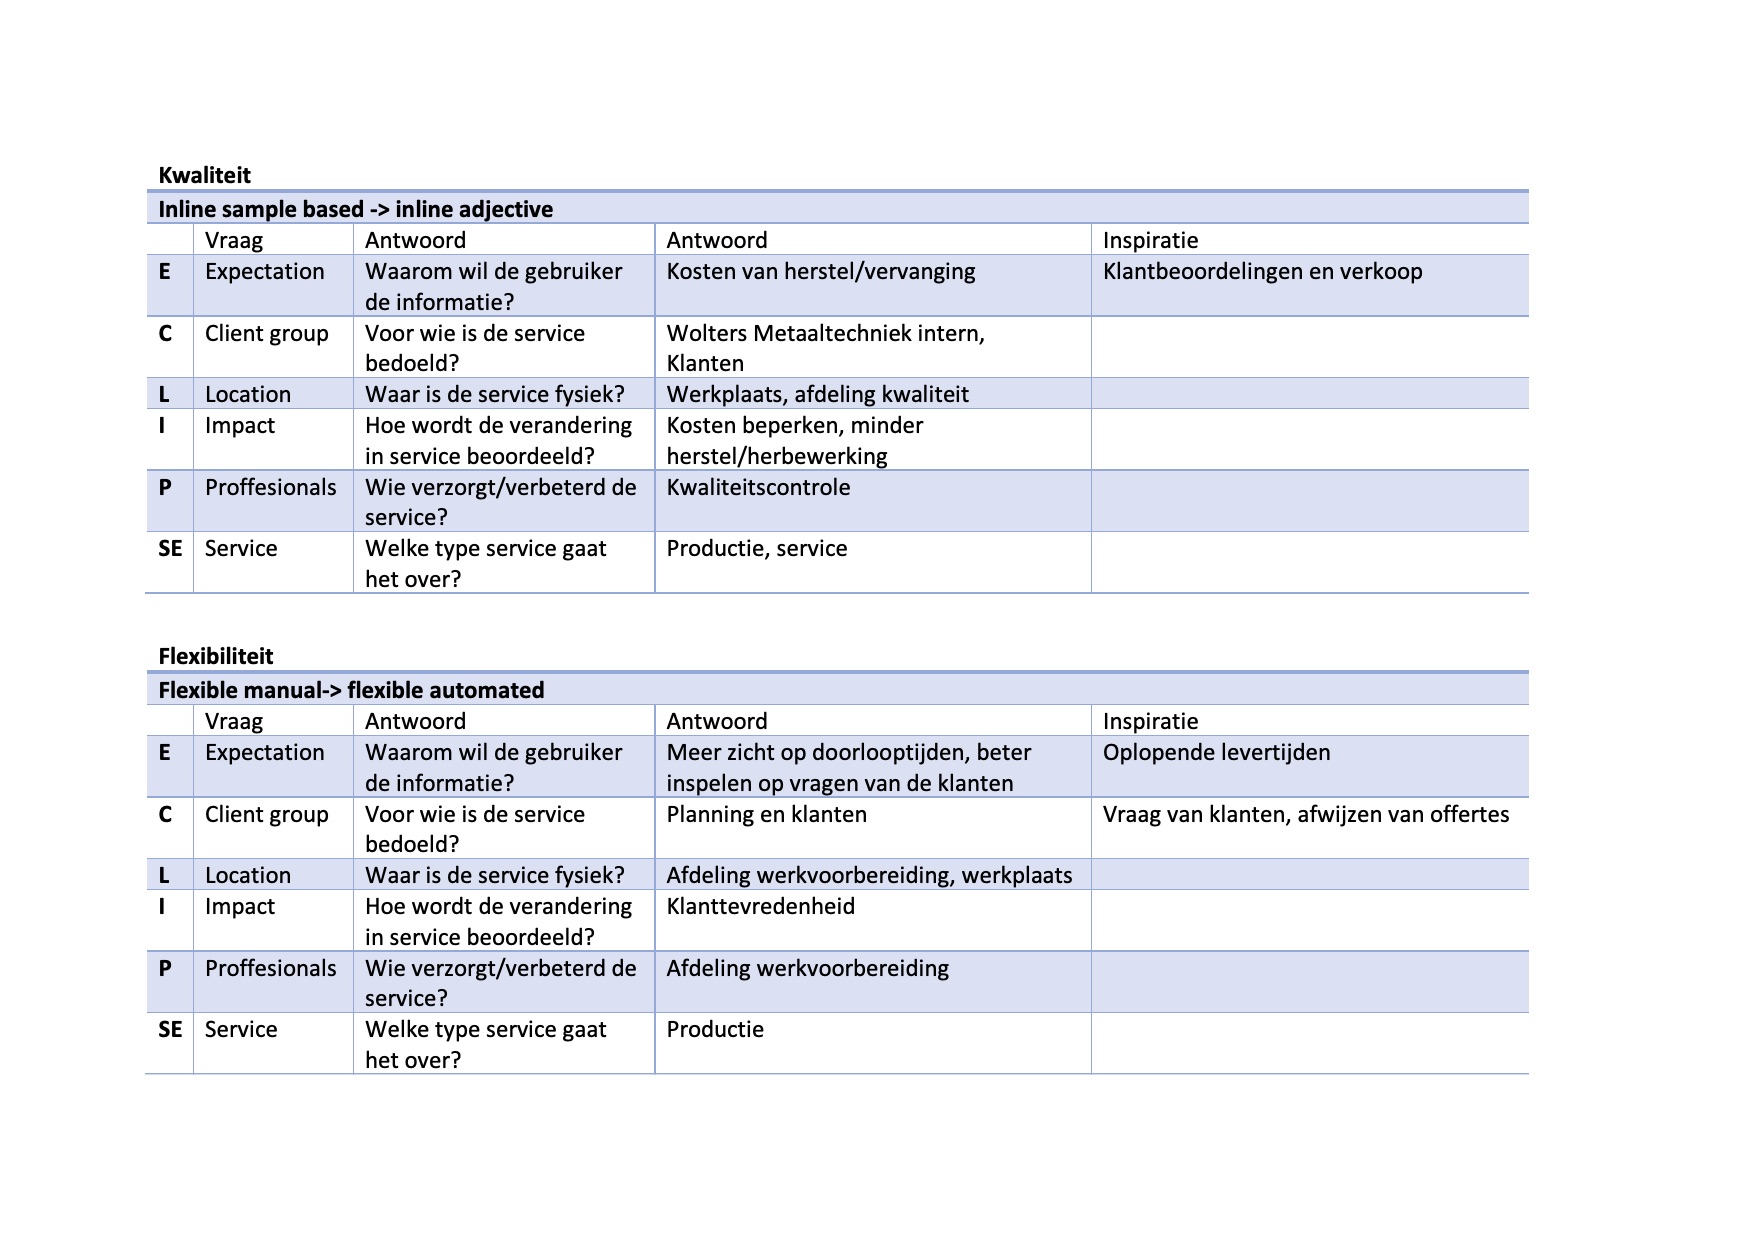 Kwaliteit
Inline sample based -> inline adjective
Vraag Antwoord Antwoord Inspiratie
E Expectation Waarom wil de gebruiker Kosten van herstel/vervanging Klantbeoordelingen en verkoop
de informatie?
C Client group Voor wie is de service Wolters Metaaltechniek intern,
bedoeld? Klanten
L Location Waar is de service fysiek? Werkplaats, afdeling kwaliteit
I Impact Hoe wordt de verandering Kosten beperken, minder
in service beoordeeld? herstel/herbewerking
P Proffesionals Wie verzorgt/verbeterd de Kwaliteitscontrole
service?
SE Service Welke type service gaat Productie, service
het over?
Flexibiliteit
Flexible manual-> flexible automated
Vraag Antwoord Antwoord Inspiratie
E Expectation Waarom wil de gebruiker Meer zicht op doorlooptijden, beter Oplopende levertijden
de informatie? inspelen op vragen van de klanten
C Client group Voor wie is de service Planning en klanten Vraag van klanten, afwijzen van offertes
bedoeld?
L Location Waar is de service fysiek? Afdeling werkvoorbereiding, werkplaats
I Impact Hoe wordt de verandering Klanttevredenheid
in service beoordeeld?
P Proffesionals Wie verzorgt/verbeterd de Afdeling werkvoorbereiding
service?
SE Service Welke type service gaat Productie
het over?